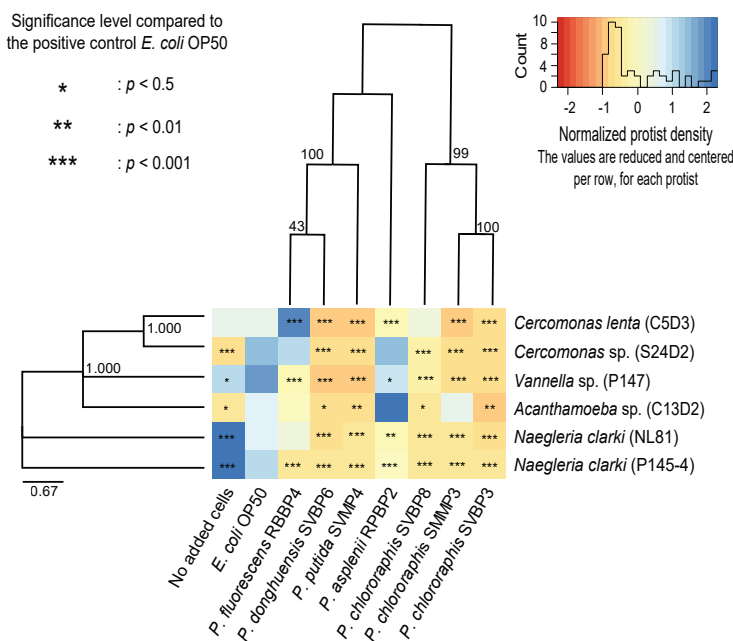 Significance level compared to
the positive control E. coli OP50
* : p < 0.5
** : p < 0.01
*** : p < 0.001
Count
10
8
4
0
-2 -1 0 1 2
Normalized protist density
The values are reduced and centered
per row, for each protist
100
99
43
100
1.000
1.000
0.67
*** *** *** *** *** *** Cercomonas lenta (C5D3)
*** *** *** *** *** *** Cercomonas sp. (S24D2)
* *** *** *** * *** *** *** Vannella sp. (P147)
* * ** * ** Acanthamoeba sp. (C13D2)
*** *** *** ** *** *** *** Naegleria clarki (NL81)
*** *** *** *** *** *** *** *** Naegleria clarki (P145-4)
No added cells
E. coli OP50
P. fluorescens RBBP4
P. donghuensis SVBP6
P. putida SVMP4
P. asplenii RPBP2
P. chlororaphis SVBP8
P. chlororaphis SMMP3
P. chlororaphis SVBP3